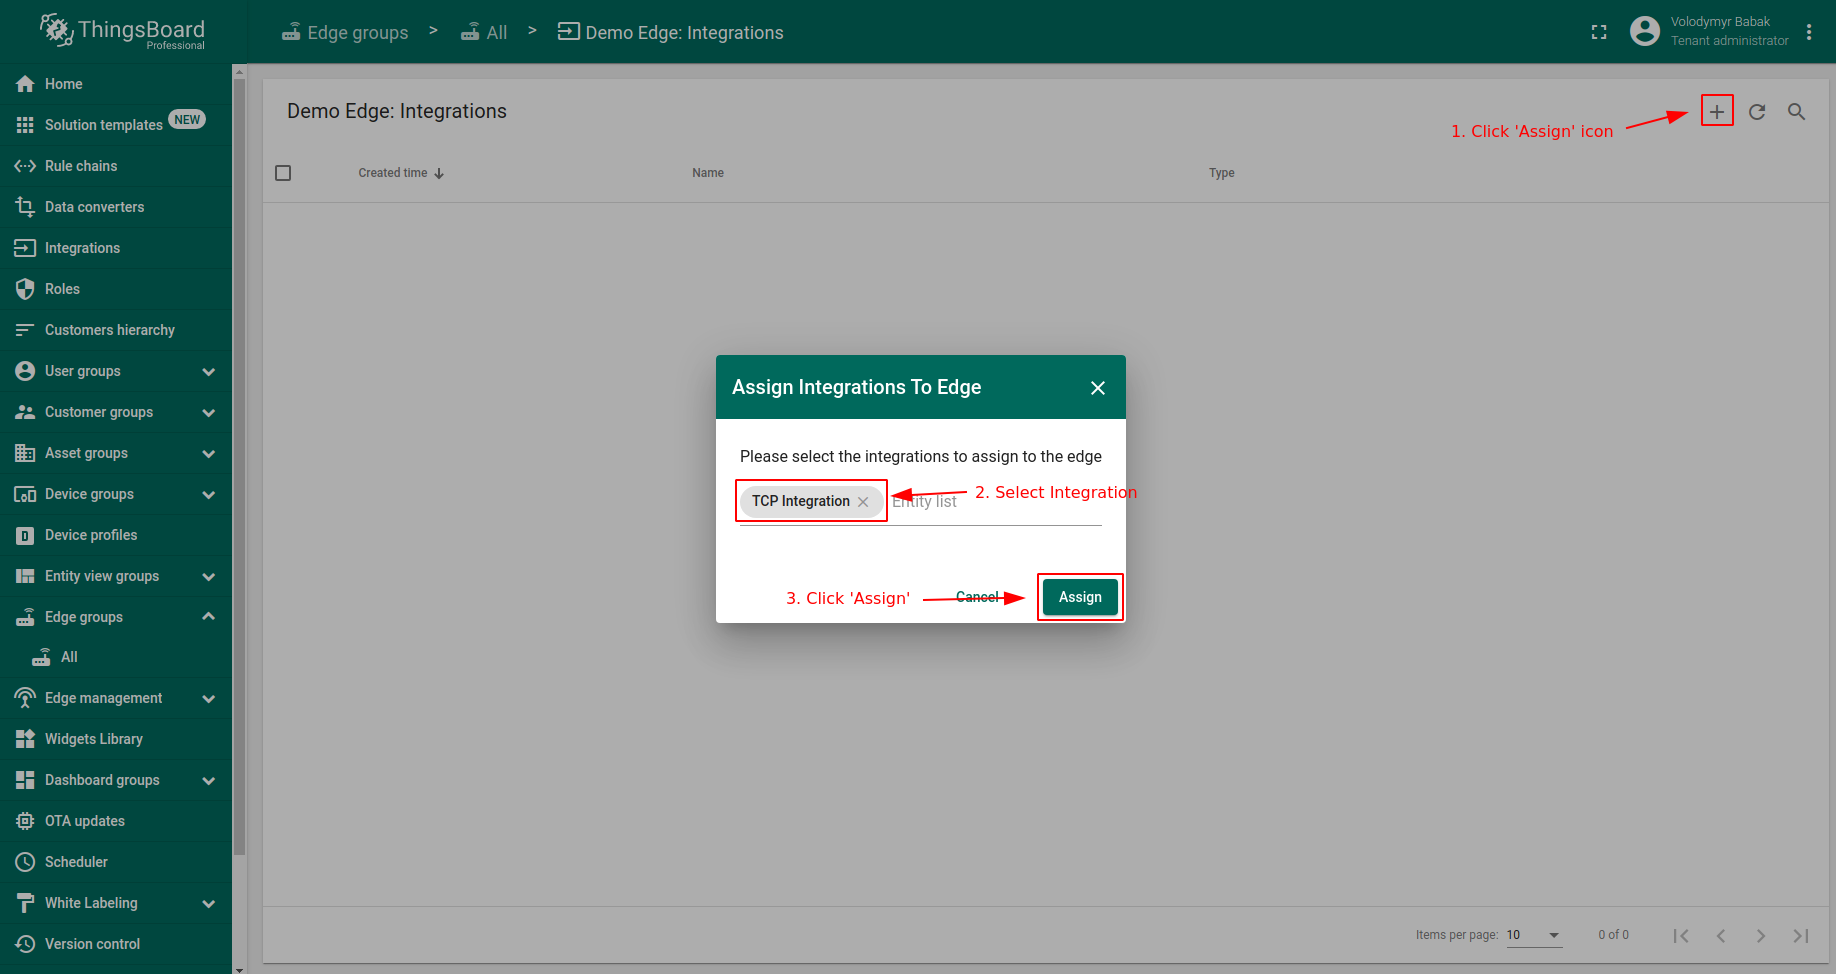 ThingsBoard
Professional
Edge groups > All > Demo Edge: Integrations
Volodymyr Babak
Tenant administrator
Home
Solution templates NEW
Rule chains
Data converters
Integrations
Roles
Customers hierarchy
User groups
Customer groups
Asset groups
Device groups
Device profiles
Entity view groups
Edge groups
All
Edge management
Widgets Library
Dashboard groups
OTA updates
Scheduler
White Labeling
Version control
Demo Edge: Integrations
1. Click 'Assign' icon
Created time Name Type
Assign Integrations To Edge
Please select the integrations to assign to the edge
TCP Integration Entity list
2. Select Integration
3. Click 'Assign'
Cancel Assign
Items per page: 10 0 of 0